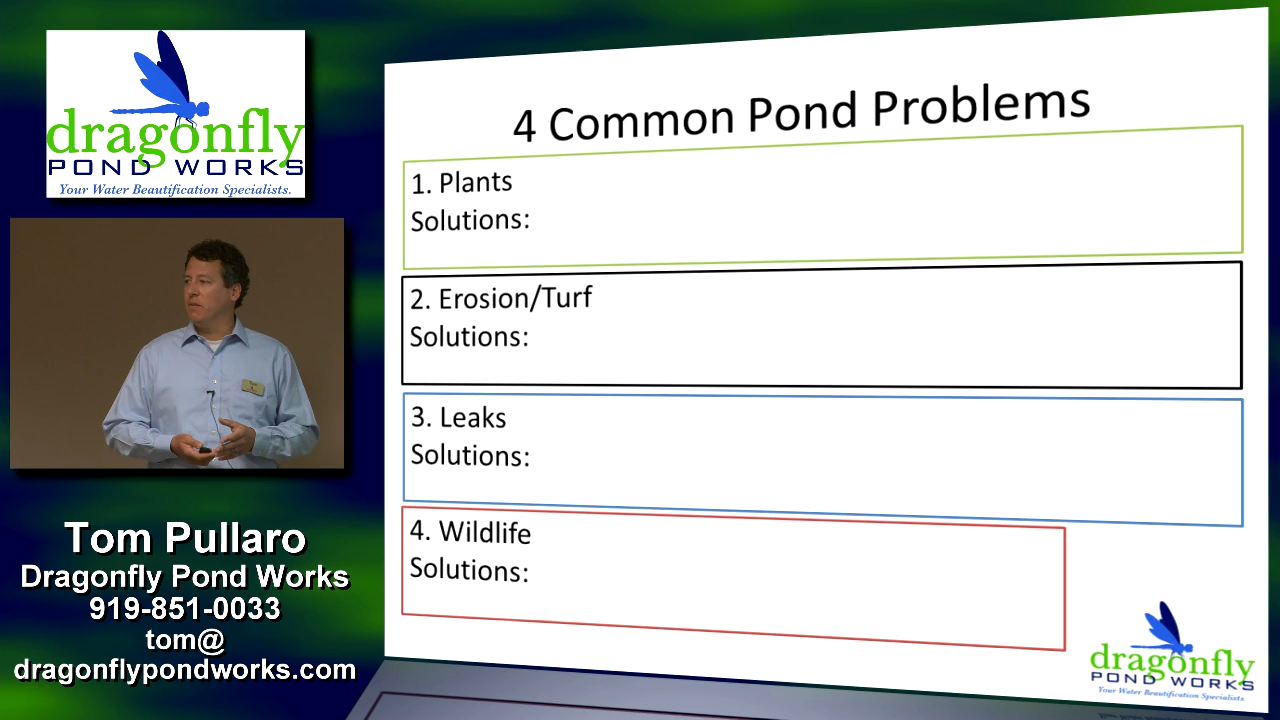 dragonfly
POND WORKS
Your Water Beautification Specialists.
Tom Pullaro
Dragonfly Pond Works
919-851-0033
tom@
dragonflypondworks.com
4 Common Pond Problems
1. Plants
Solutions:
2. Erosion/Turf
Solutions:
3. Leaks
Solutions:
4. Wildlife
Solutions:
dragonfly
POND WORKS
Your Water Beautification Specialists.